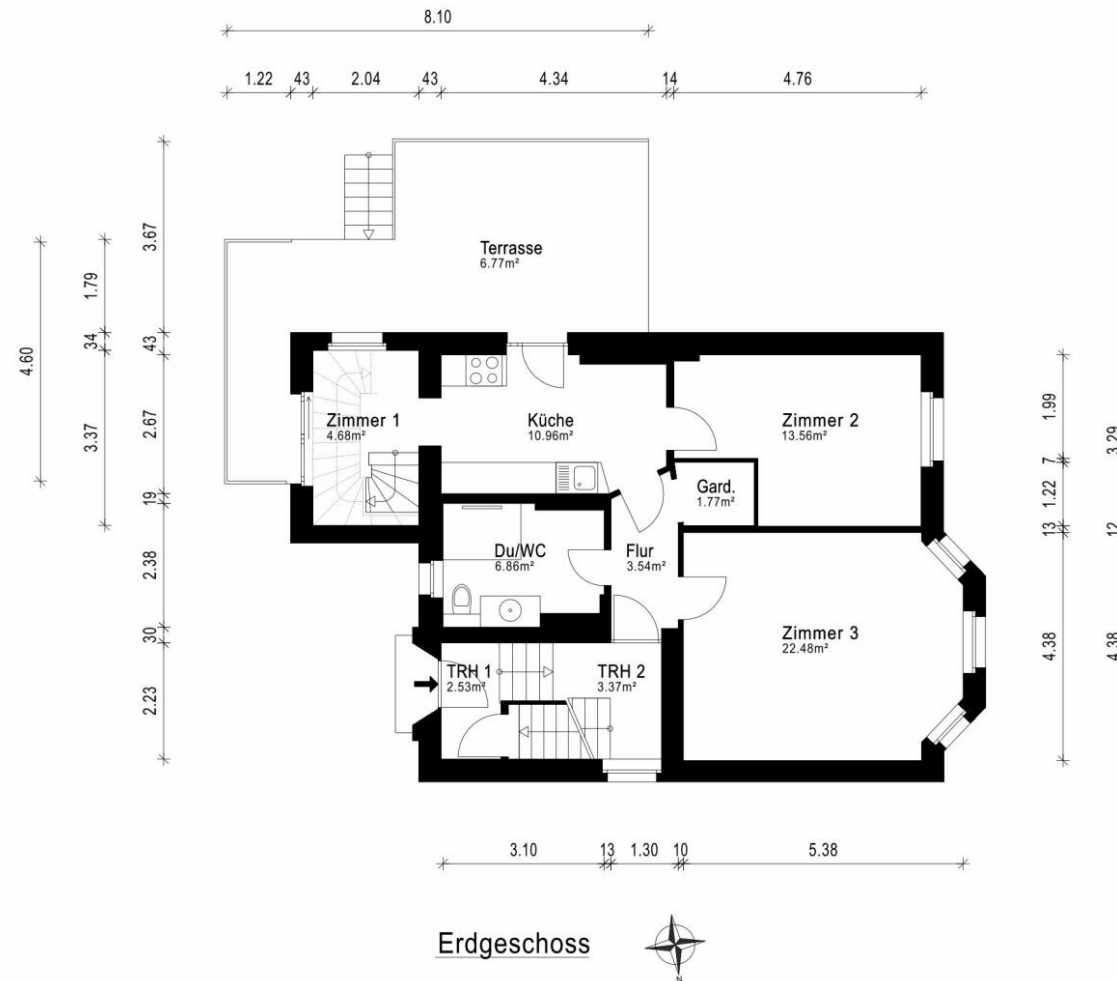 8.10
1.22 43 2.04 43 4.34 14 4.76
3.67
43
2.67
19
2.38
30
2.23
1.79
34
3.37
4.60
Terrasse
6.77m²
Zimmer 1
4.68m²
Küche
10.96m²
Zimmer 2
13.56m²
Gard.
1.77m²
Du/WC
6.86m²
Flur
3.54m²
Zimmer 3
22.48m²
TRH 1
2.53m²
TRH 2
3.37m²
1.99
7
1.22
13
4.38
3.29
12
4.38
3.10 13 1.30 10 5.38
Erdgeschoss
N